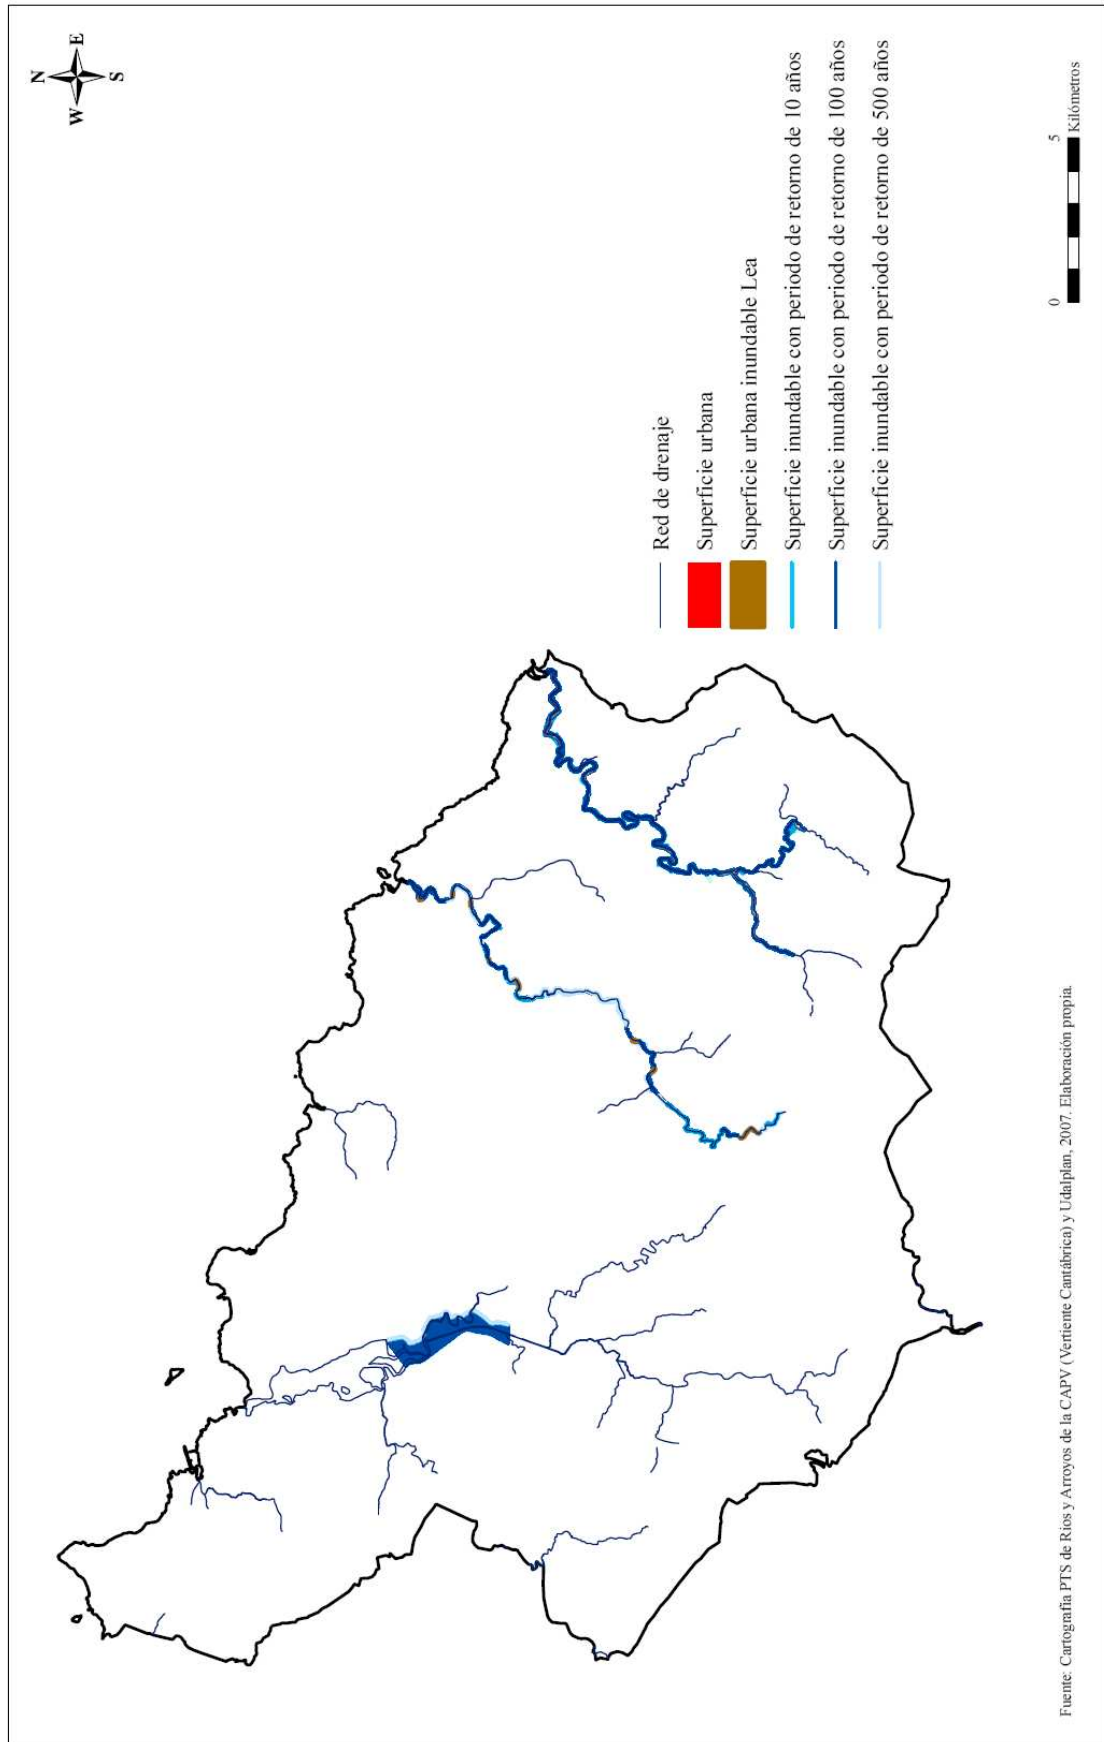 N
W
E
S
Red de drenaje
Superficie urbana
Superficie urbana inundable Lea
Superficie inundable con periodo de retorno de 10 años
Superficie inundable con periodo de retorno de 100 años
Superficie inundable con periodo de retorno de 500 años
0 5
Kilómetros
Fuente: Cartografía PTS de Ríos y Arroyos de la CAPV (Vertiente Cantábrica) y Udalplan, 2007. Elaboración propia.